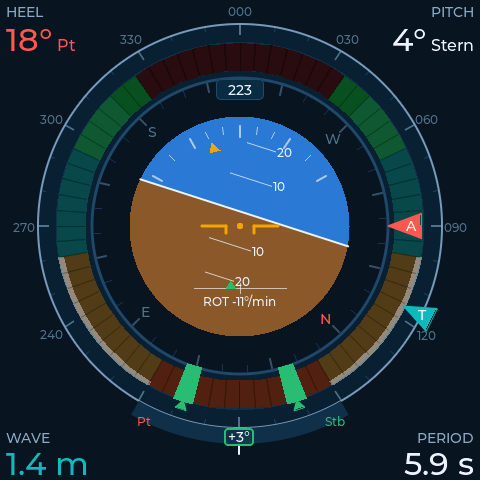 HEEL
18° Pt
PITCH
4° Stern
000
330
030
223
300
060
S
W
20
10
270
A
090
10
20
ROT -11°/min
E
N
T
240
120
Pt
Stb
+3°
WAVE
1.4 m
PERIOD
5.9 s